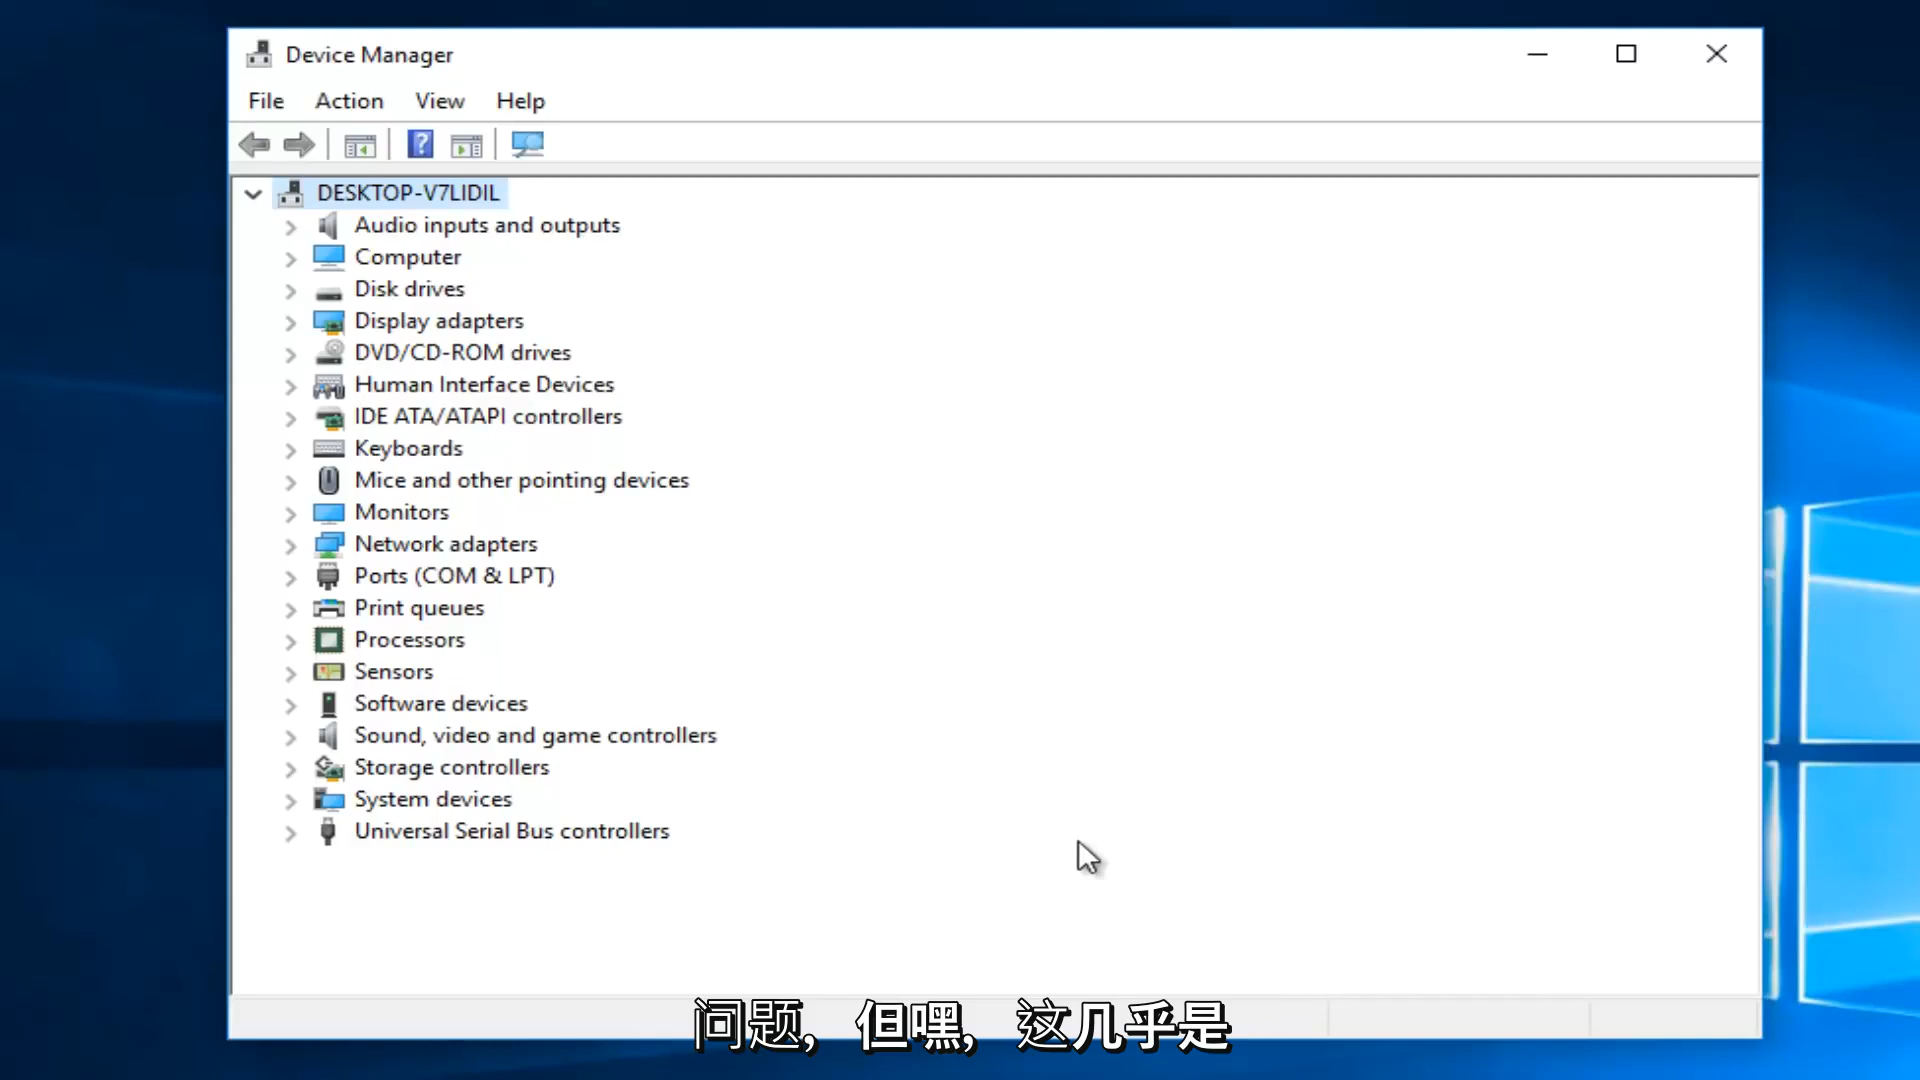 Device Manager
File Action View Help
DESKTOP-V7LIDIL
Audio inputs and outputs
Computer
Disk drives
Display adapters
DVD/CD-ROM drives
Human Interface Devices
IDE ATA/ATAPI controllers
Keyboards
Mice and other pointing devices
Monitors
Network adapters
Ports (COM & LPT)
Print queues
Processors
Sensors
Software devices
Sound, video and game controllers
Storage controllers
System devices
Universal Serial Bus controllers
问题，但嘿，这几乎是